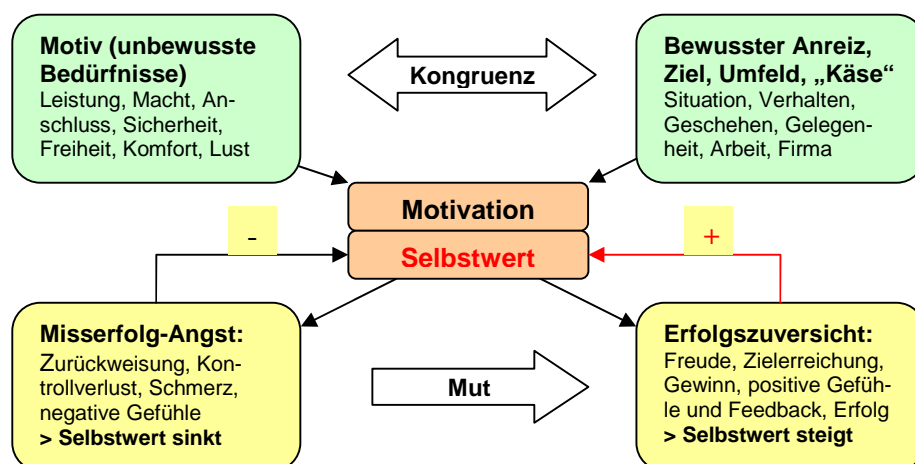 Motiv (unbewusste
Bedürfnisse)
Leistung, Macht, An-
schluss, Sicherheit,
Freiheit, Komfort, Lust
Kongruenz
Bewusster Anreiz,
Ziel, Umfeld, „Käse“
Situation, Verhalten,
Geschehen, Gelegen-
heit, Arbeit, Firma
Motivation
Selbstwert
-
+
Misserfolg-Angst:
Zurückweisung, Kon-
trollverlust, Schmerz,
negative Gefühle
> Selbstwert sinkt
Mut
Erfolgszuversicht:
Freude, Zielerreichung,
Gewinn, positive Gefüh-
le und Feedback, Erfolg
> Selbstwert steigt